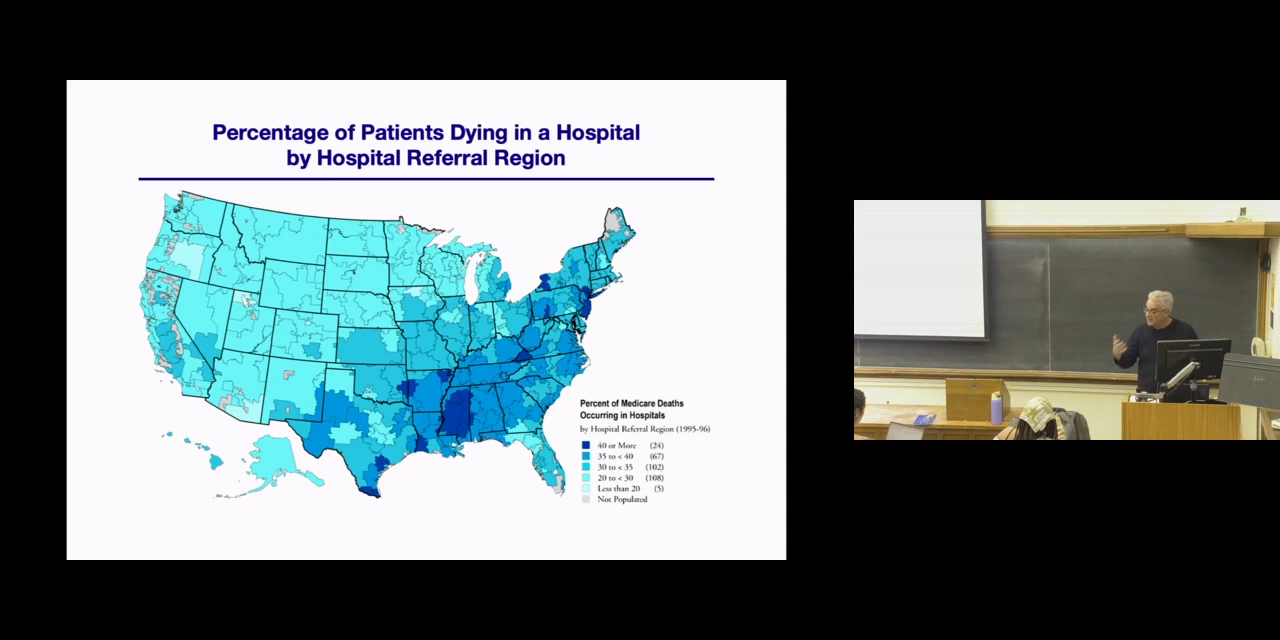 Percentage of Patients Dying in a Hospital
by Hospital Referral Region
Percent of Medicare Deaths
Occurring in Hospitals
by Hospital Referral Region (1995-96)
40 or More (24)
35 to < 40 (67)
30 to < 35 (102)
20 to < 30 (108)
Less than 20 (5)
Not Populated